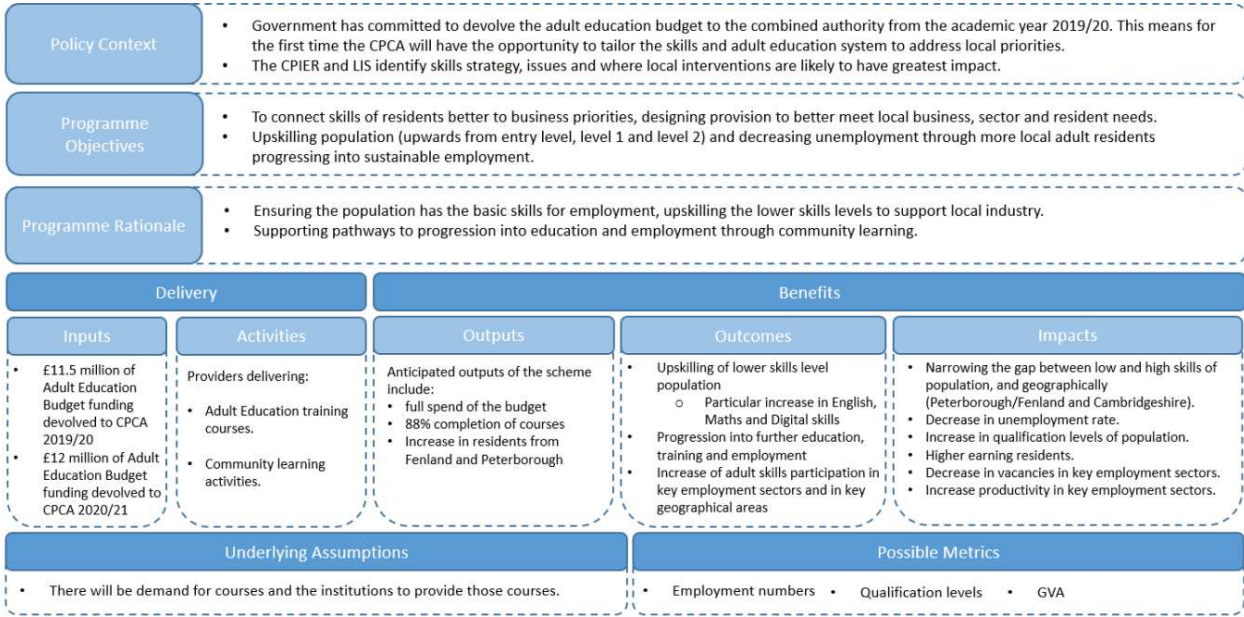 Policy Context
• Government has committed to devolve the adult education budget to the combined authority from the academic year 2019/20. This means for
the first time the CPCA will have the opportunity to tailor the skills and adult education system to address local priorities.
• The CPIER and LIS identify skills strategy, issues and where local interventions are likely to have greatest impact.
Programme
Objectives
• To connect skills of residents better to business priorities, designing provision to better meet local business, sector and resident needs.
• Upskilling population (upwards from entry level, level 1 and level 2) and decreasing unemployment through more local adult residents
progressing into sustainable employment.
Programme Rationale
• Ensuring the population has the basic skills for employment, upskilling the lower skills levels to support local industry.
• Supporting pathways to progression into education and employment through community learning.
Delivery
Benefits
Inputs
• £11.5 million of
Adult Education
Budget funding
devolved to CPCA
2019/20
• £12 million of Adult
Education Budget
funding devolved to
CPCA 2020/21
Activities
Providers delivering:
• Adult Education training
courses.
• Community learning
activities.
Outputs
Anticipated outputs of the scheme
include:
• full spend of the budget
• 88% completion of courses
• Increase in residents from
Fenland and Peterborough
Outcomes
• Upskilling of lower skills level
population
o Particular increase in English,
Maths and Digital skills
• Progression into further education,
training and employment
• Increase of adult skills participation in
key employment sectors and in key
geographical areas
Impacts
• Narrowing the gap between low and high skills of
population, and geographically
(Peterborough/Fenland and Cambridgeshire).
• Decrease in unemployment rate.
• Increase in qualification levels of population.
• Higher earning residents.
• Decrease in vacancies in key employment sectors.
• Increase productivity in key employment sectors.
Underlying Assumptions
• There will be demand for courses and the institutions to provide those courses.
Possible Metrics
• Employment numbers • Qualification levels • GVA